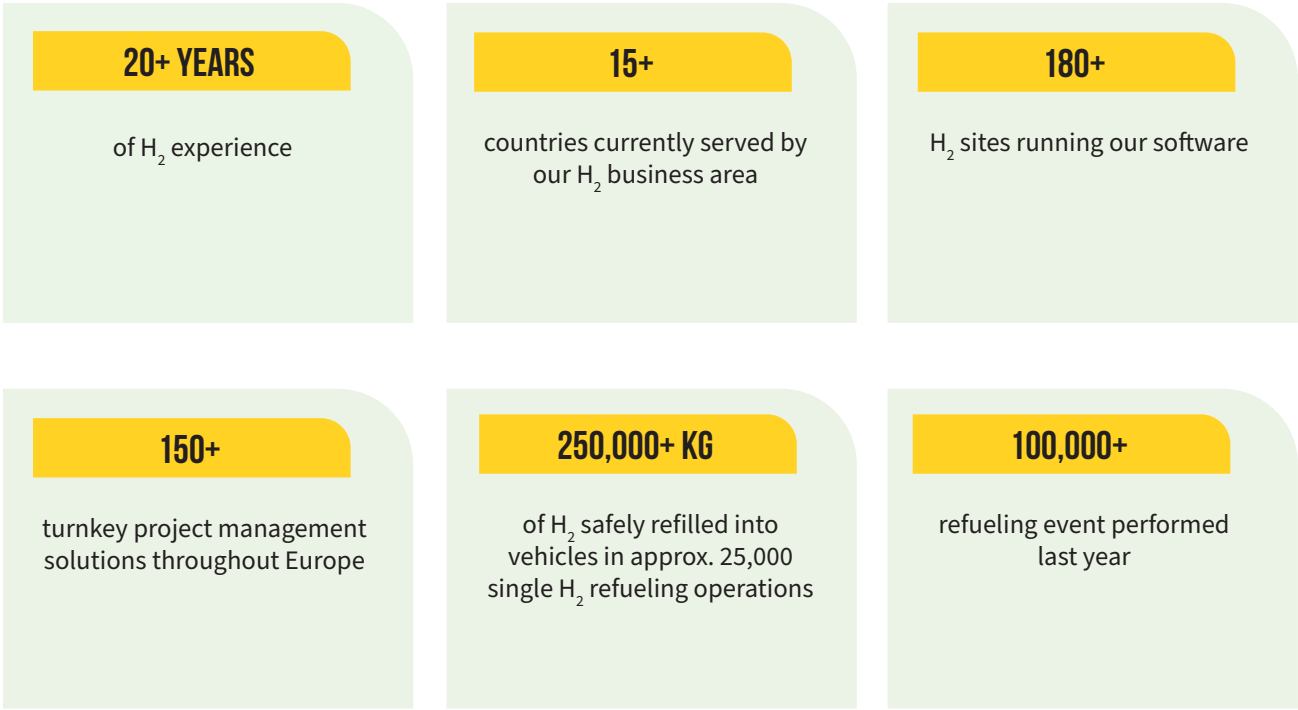 20+ YEARS
of H₂ experience
15+
countries currently served by
our H₂ business area
180+
H₂ sites running our software
150+
turnkey project management
solutions throughout Europe
250,000+ KG
of H₂ safely refilled into
vehicles in approx. 25,000
single H₂ refueling operations
100,000+
refueling event performed
last year